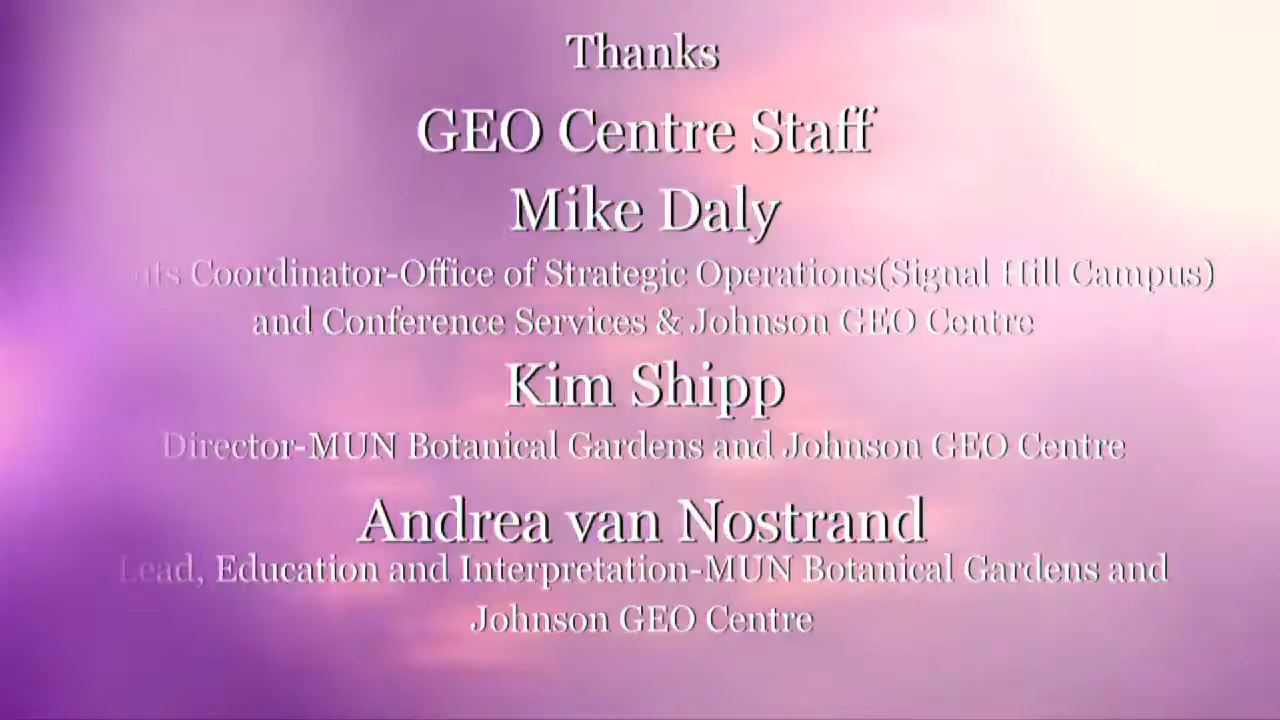 Thanks
GEO Centre Staff
Mike Daly
Coordinator-Office of Strategic Operations(Signal Hill Campus)
and Conference Services & Johnson GEO Centre
Kim Shipp
Director-MUN Botanical Gardens and Johnson GEO Centre
Andrea van Nostrand
Lead, Education and Interpretation-MUN Botanical Gardens and
Johnson GEO Centre